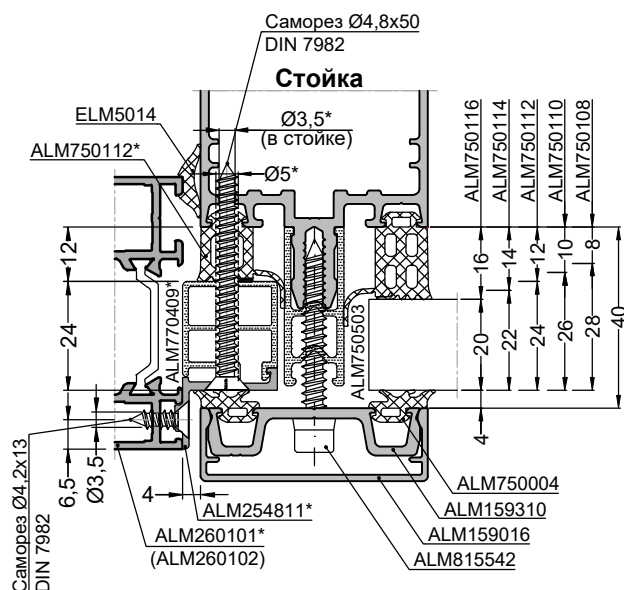 Саморез Ø4,8x50
DIN 7982
Стойка
ELM5014
Ø3,5*
(в стойке)
ALM750112*
Ø5*
ALM750116
ALM750114
ALM750112
ALM750110
ALM750108
12
24
16
14
12
10
8
20
22
24
26
28
40
4
ALM770409*
ALM750503
6,5
Ø3,5
4
Саморез Ø4,2x13
DIN 7982
ALM254811*
ALM260101*
(ALM260102)
ALM750004
ALM159310
ALM159016
ALM815542